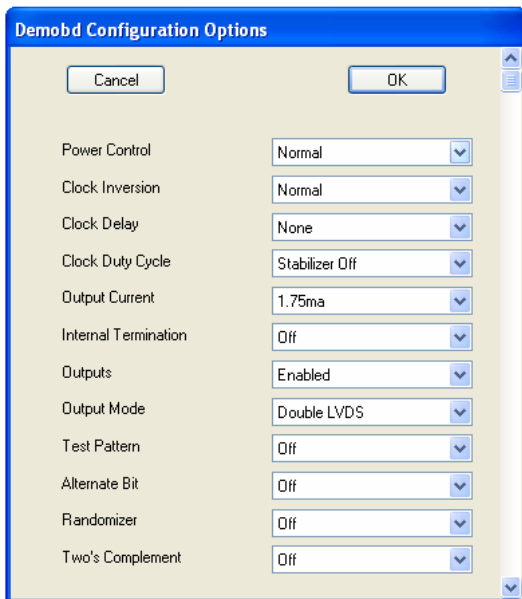 Demobd Configuration Options
Cancel OK
Power Control Normal
Clock Inversion Normal
Clock Delay None
Clock Duty Cycle Stabilizer Off
Output Current 1.75ma
Internal Termination Off
Outputs Enabled
Output Mode Double LVDS
Test Pattern Off
Alternate Bit Off
Randomizer Off
Two's Complement Off